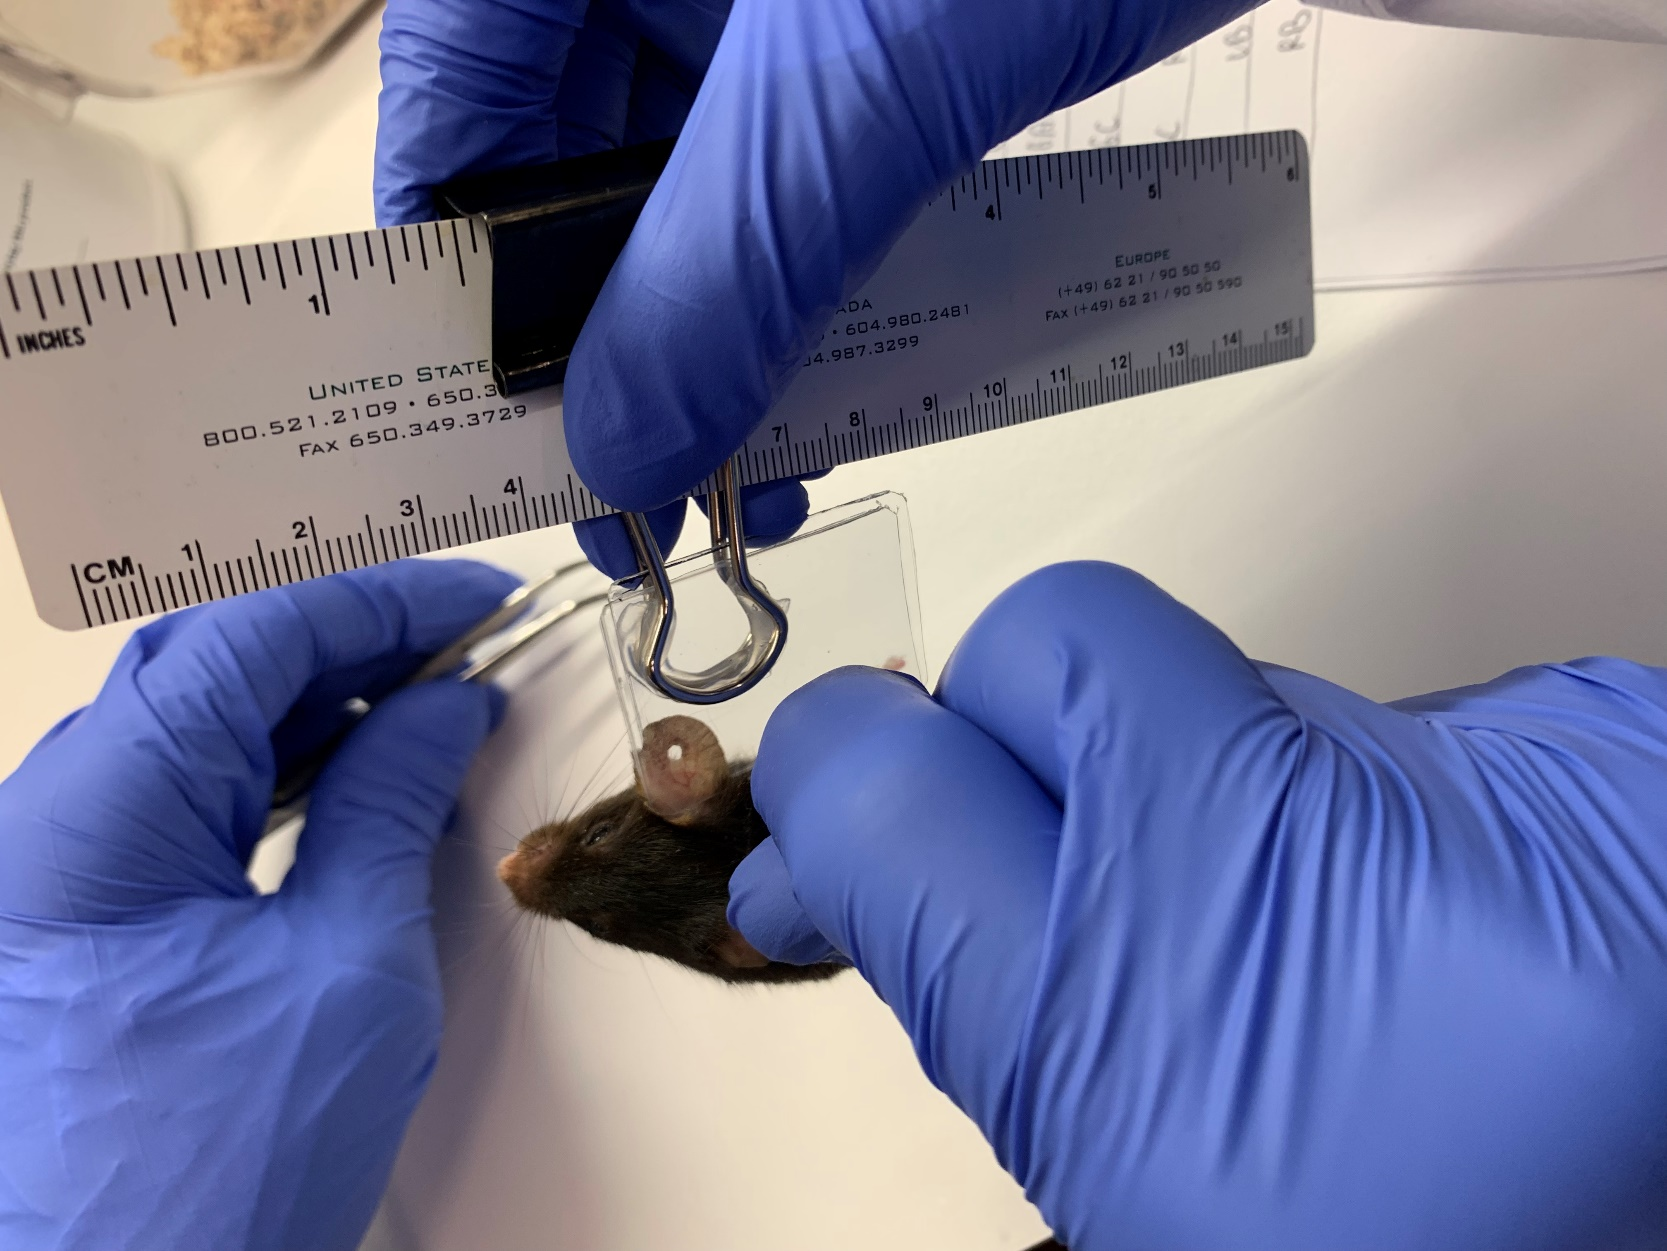 1
INCHES
4
5
6
UNITED STATE
800.521.2109 • 650.3
FAX 650.349.3729
ADA
• 604.980.2481
04.987.3299
EUROPE
(+49) 62 21 / 90 50 50
FAX (+49) 62 21 / 90 50 590
CM
1
2
3
4
7
8
9
10
11
12
13
14
15
RB